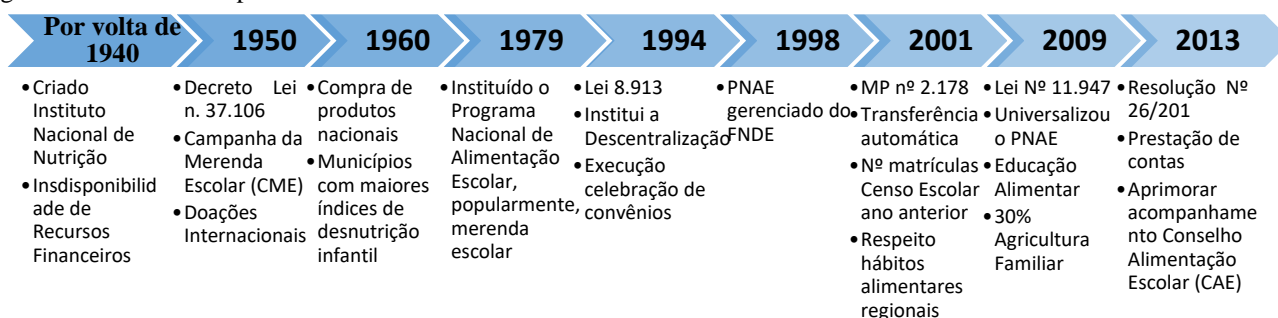 Por volta de
1940
1950
1960
1979
1994
1998
2001
2009
2013
•Criado
Instituto
Nacional de
Nutrição
•Insdisponibilid
ade de
Recursos
Financeiros
•Decreto Lei
n. 37.106
•Campanha da
Merenda
Escolar (CME)
•Doações
Internacionais
•Compra de
produtos
nacionais
•Municípios
com maiores
índices de
desnutrição
infantil
•Instituído o
Programa
Nacional de
Alimentação
Escolar,
popularmente,
merenda
escolar
•Lei 8.913
•Institui a
Descentralização
•Execução
celebração de
convênios
•PNAE
gerenciado do
FNDE
•MP nº 2.178
•Transferência
automática
•Nº matrículas
Censo Escolar
ano anterior
•Respeito
hábitos
alimentares
regionais
•Lei Nº 11.947
•Universalizou
o PNAE
•Educação
Alimentar
•30%
Agricultura
Familiar
•Resolução Nº
26/201
•Prestação de
contas
•Aprimorar
acompanhame
nto Conselho
Alimentação
Escolar (CAE)